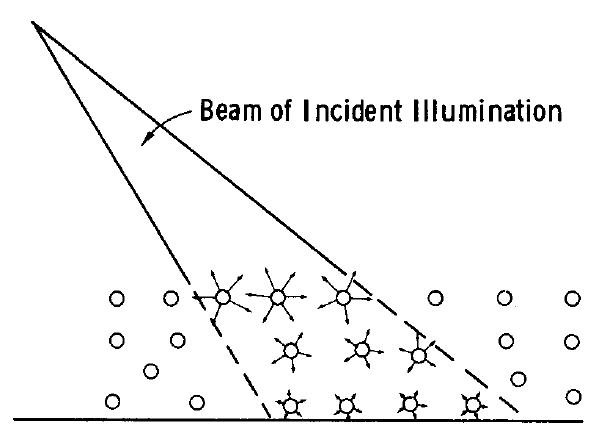 Beam of Incident Illumination